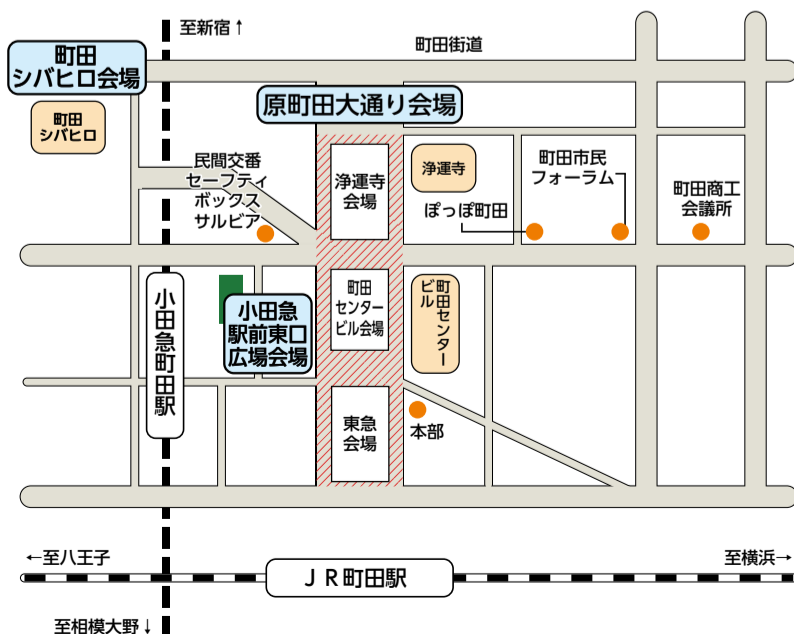 至新宿↑
町田街道
町田
シバヒロ会場
町田
シバヒロ
原町田大通り会場
民間交番
セーフティ
ボックス
サルビア
浄運寺
会場
浄運寺
ぽっぽ町田
町田市民
フォーラム
町田商工
会議所
小田急町田駅
小田急
駅前東口
広場会場
町田
センター
ビル会場
町田センター
ビル
東急
会場
本部
←至八王子
JR町田駅
至横浜→
至相模大野↓